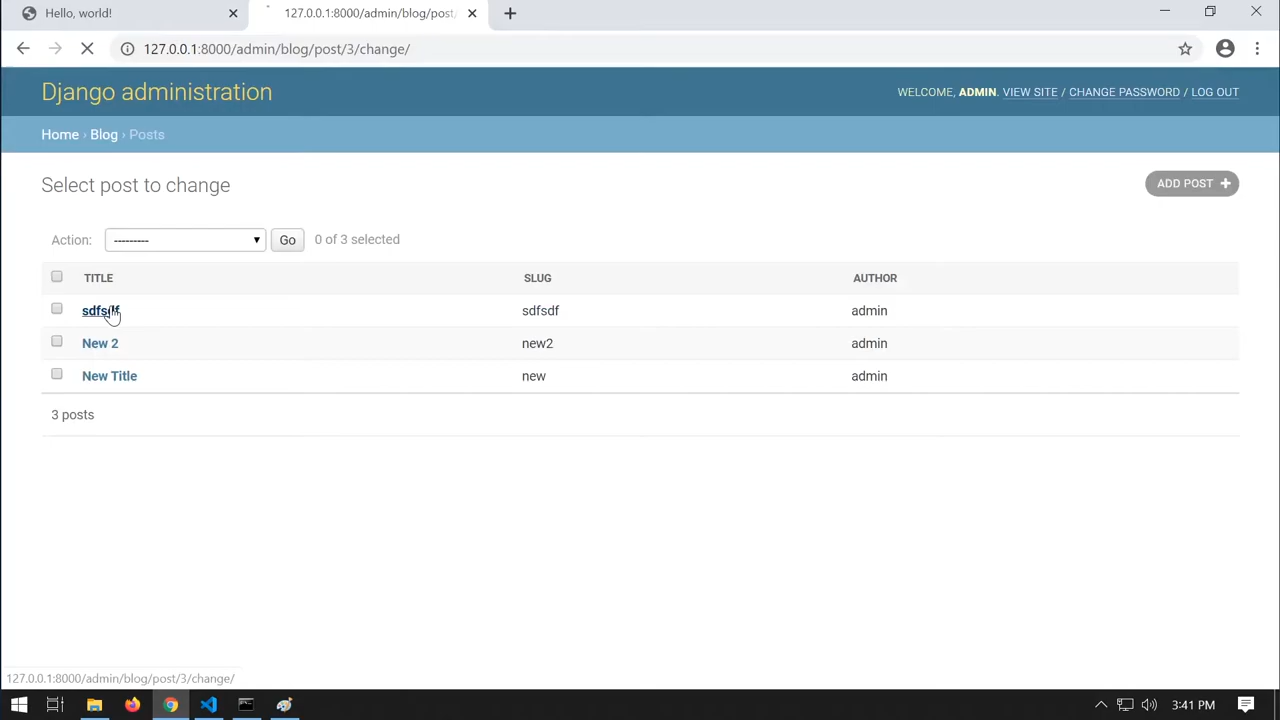 Hello, world!
127.0.0.1:8000/admin/blog/post/
127.0.0.1:8000/admin/blog/post/3/change/
Django administration
WELCOME, ADMIN. VIEW SITE / CHANGE PASSWORD / LOG OUT
Home › Blog › Posts
Select post to change
ADD POST +
Action: --------- Go 0 of 3 selected
TITLE SLUG AUTHOR
sdfsdf sdfsdf admin
New 2 new2 admin
New Title new admin
3 posts
127.0.0.1:8000/admin/blog/post/3/change/
3:41 PM